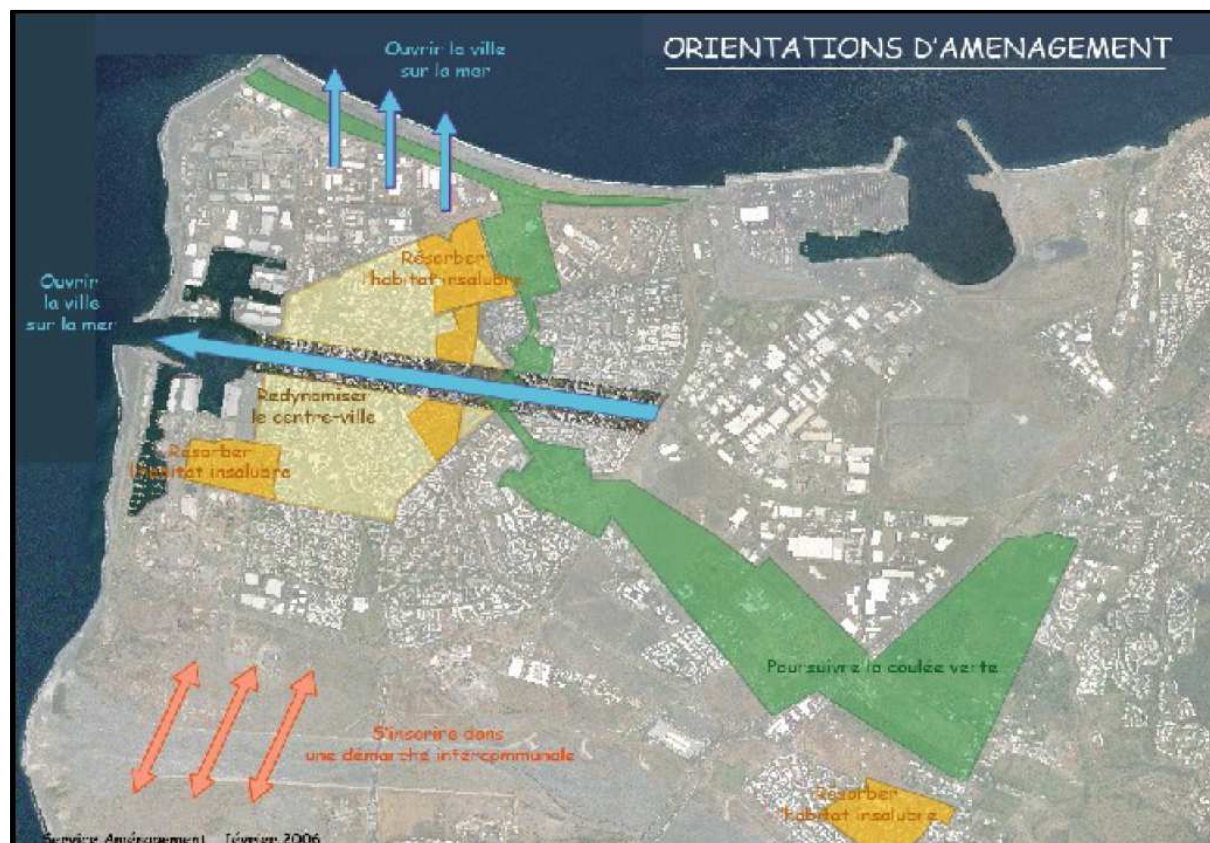 ORIENTATIONS D'AMENAGEMENT
Ouvrir la ville
sur la mer
Résorber
l'habitat insalubre
Ouvrir
la ville
sur la mer
Redynamiser
le centre-ville
Résorber
l'habitat insalubre
Poursuivre la coulée verte
S'inscrire dans
une démarche intercommunale
Résorber
l'habitat insalubre
Service Aménagement février 2006